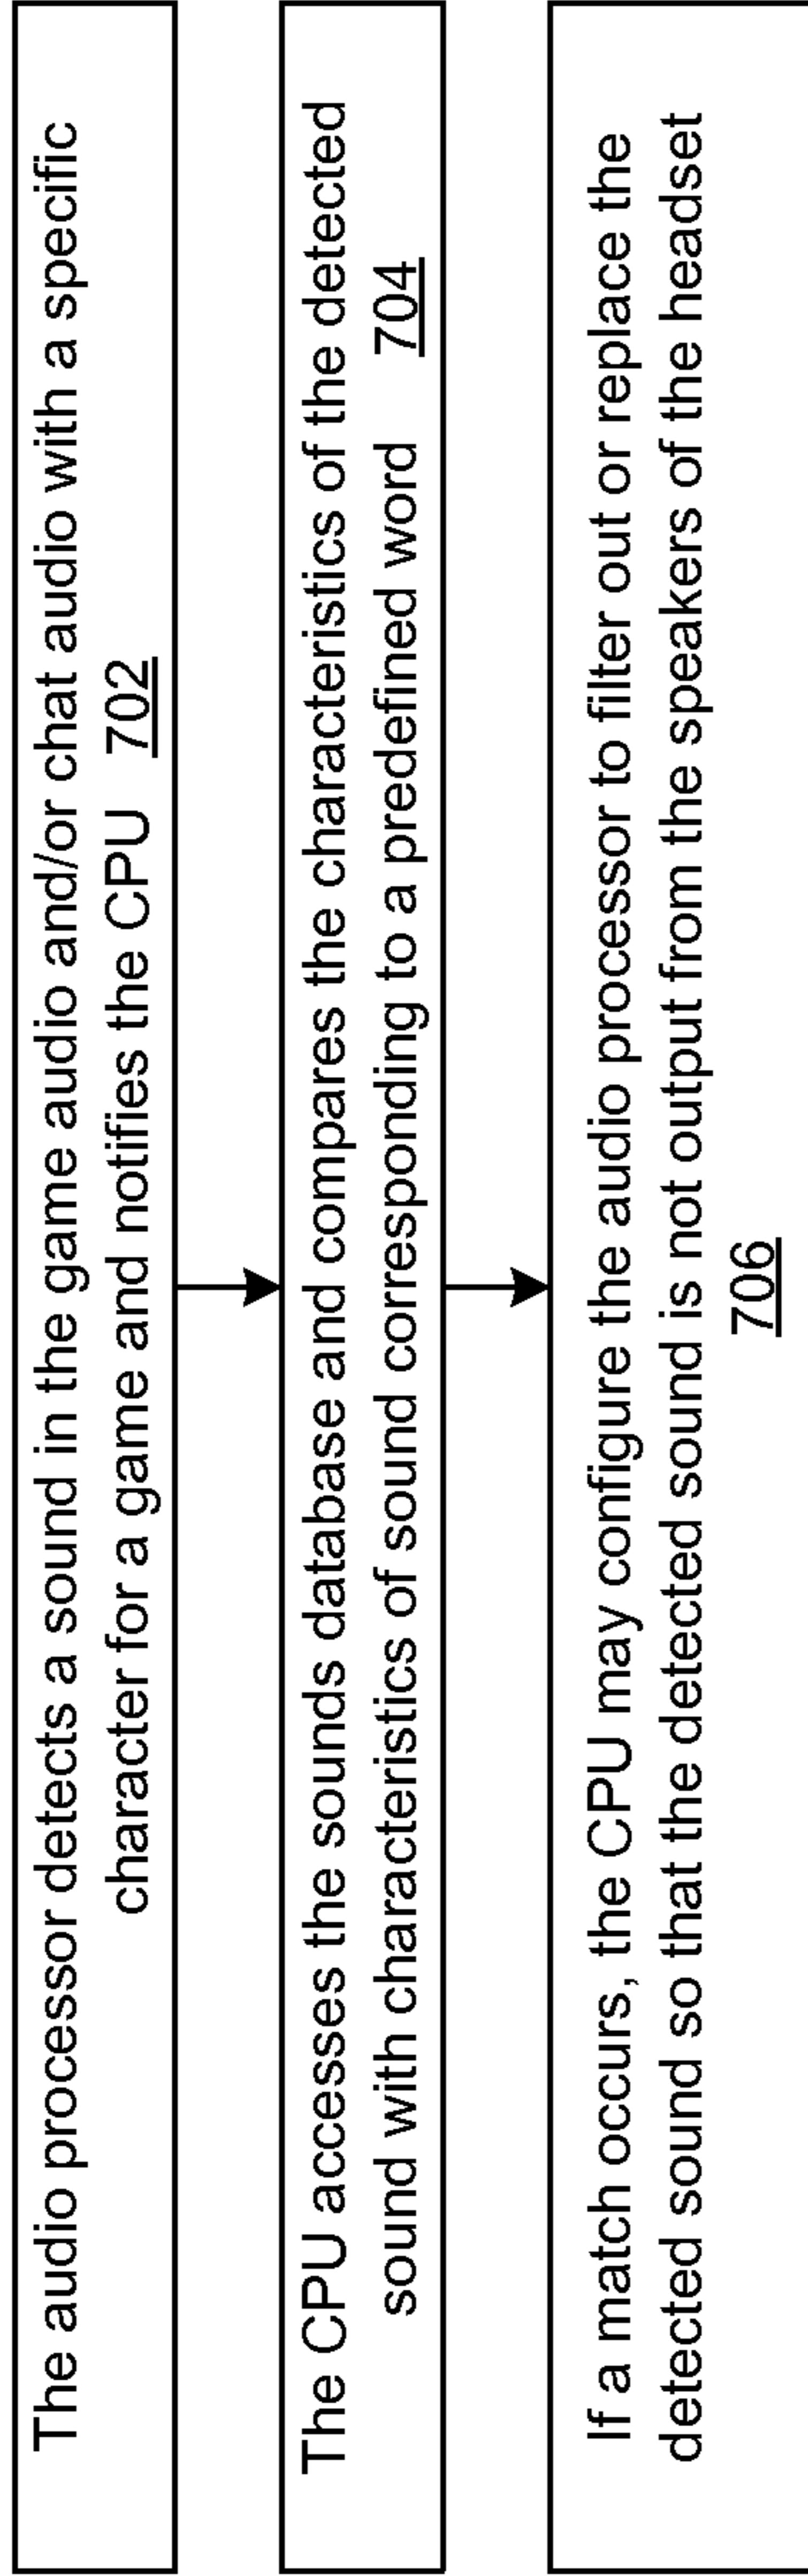 The audio processor detects a sound in the game audio and/or chat audio with a specific
character for a game and notifies the CPU 702
The CPU accesses the sounds database and compares the characteristics of the detected
sound with characteristics of sound corresponding to a predefined word 704
If a match occurs, the CPU may configure the audio processor to filter out or replace the
detected sound so that the detected sound is not output from the speakers of the headset
706